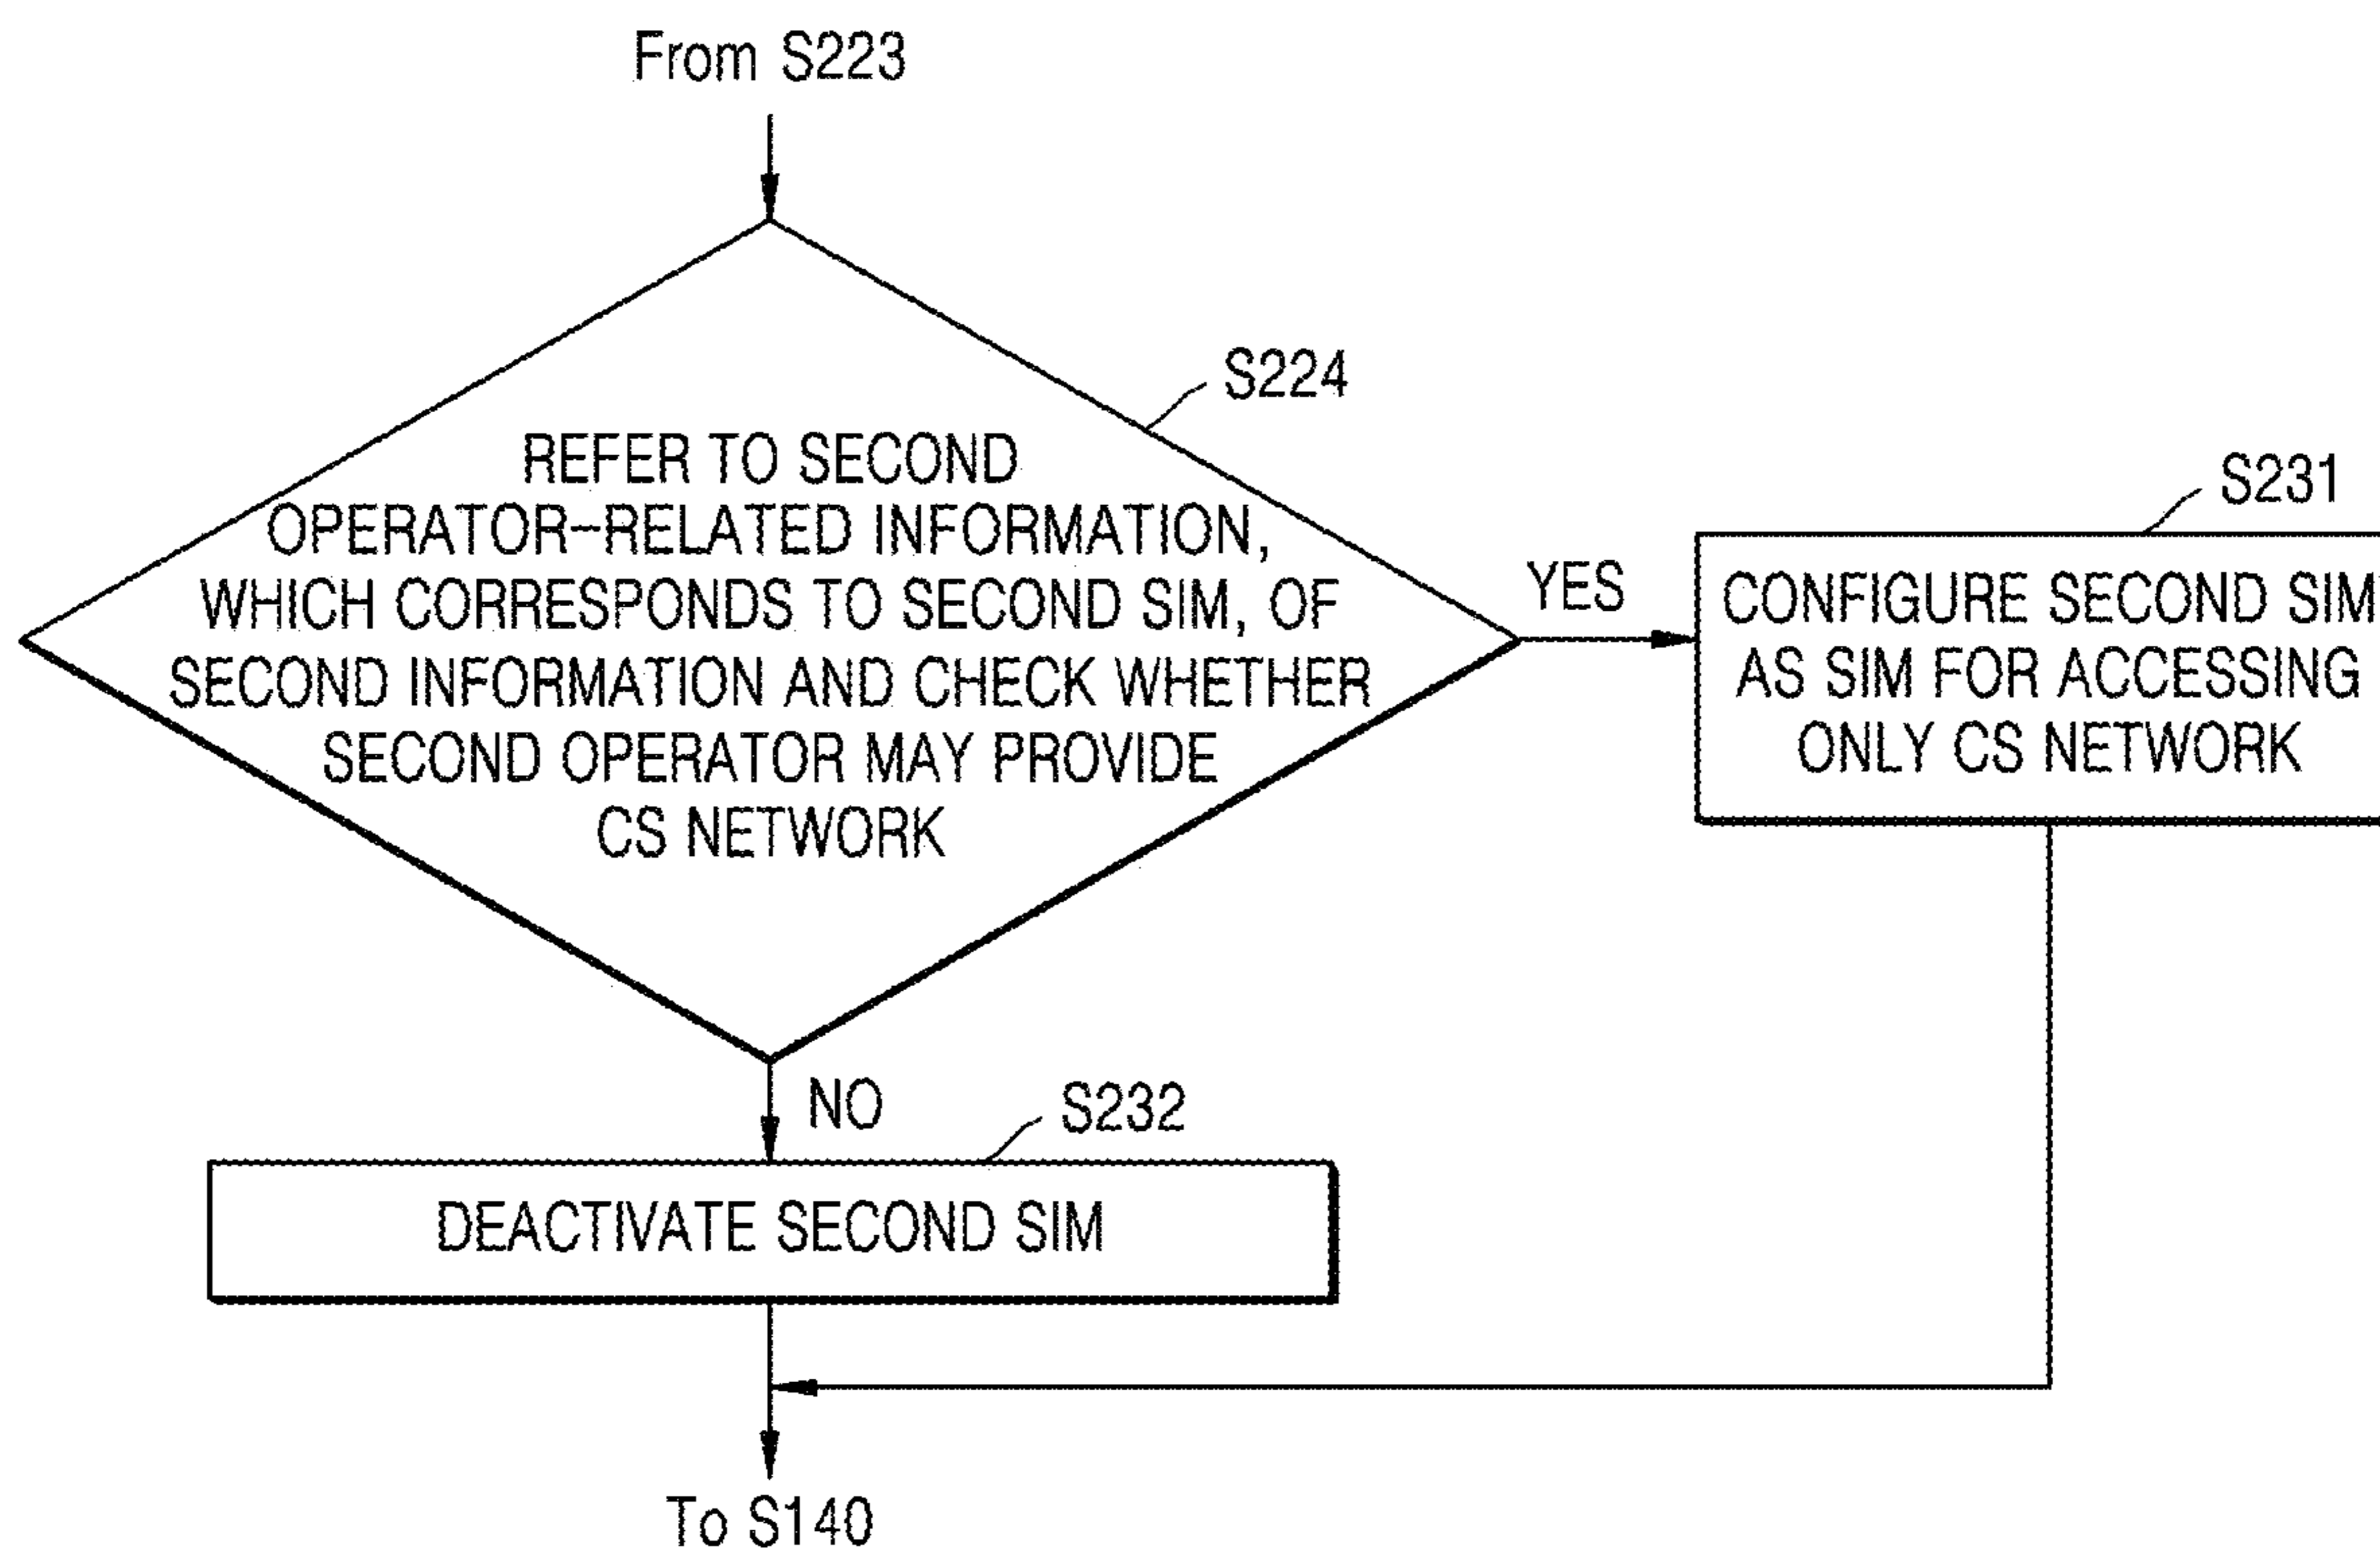 From S223
S224
REFER TO SECOND
OPERATOR-RELATED INFORMATION,
WHICH CORRESPONDS TO SECOND SIM, OF
SECOND INFORMATION AND CHECK WHETHER
SECOND OPERATOR MAY PROVIDE
CS NETWORK
YES
S231
CONFIGURE SECOND SIM
AS SIM FOR ACCESSING
ONLY CS NETWORK
NO
S232
DEACTIVATE SECOND SIM
To S140